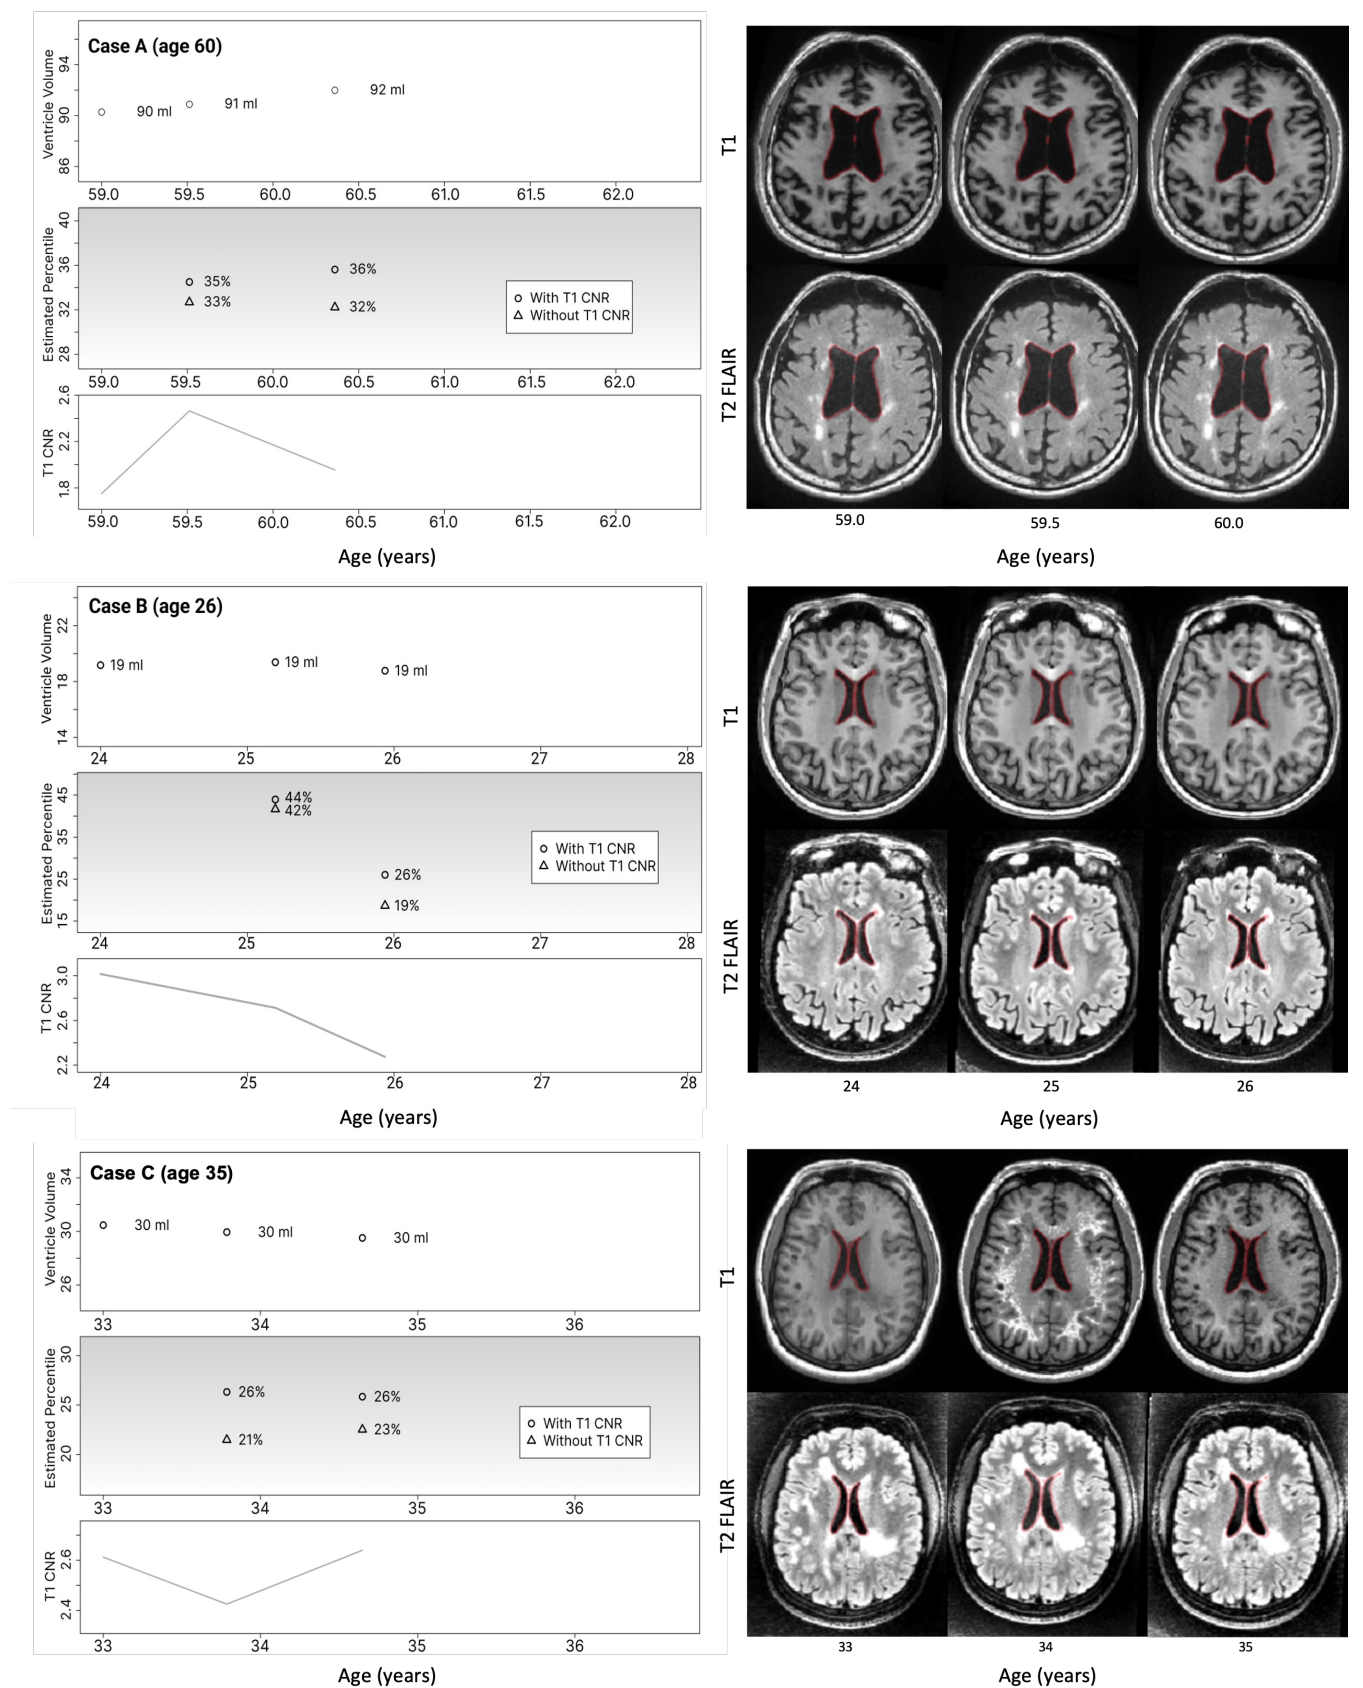 Case A (age 60)
Ventricle Volume
94
90
86
90 ml
91 ml
92 ml
59.0 59.5 60.0 60.5 61.0 61.5 62.0
Estimated Percentile
40
36
32
28
35%
33%
36%
32%
With T1 CNR
Without T1 CNR
59.0 59.5 60.0 60.5 61.0 61.5 62.0
T1 CNR
2.6
2.2
1.8
59.0 59.5 60.0 60.5 61.0 61.5 62.0
Age (years)
T1
T2 FLAIR
59.0 59.5 60.0
Age (years)
Case B (age 26)
Ventricle Volume
22
18
14
19 ml
19 ml
19 ml
24 25 26 27 28
Estimated Percentile
45
35
25
15
44%
42%
26%
19%
With T1 CNR
Without T1 CNR
24 25 26 27 28
T1 CNR
3.0
2.6
2.2
24 25 26 27 28
Age (years)
T1
T2 FLAIR
24 25 26
Age (years)
Case C (age 35)
Ventricle Volume
34
30
26
30 ml
30 ml
30 ml
33 34 35 36
Estimated Percentile
30
25
20
26%
21%
26%
23%
With T1 CNR
Without T1 CNR
33 34 35 36
T1 CNR
2.6
2.4
33 34 35 36
Age (years)
T1
T2 FLAIR
33 34 35
Age (years)